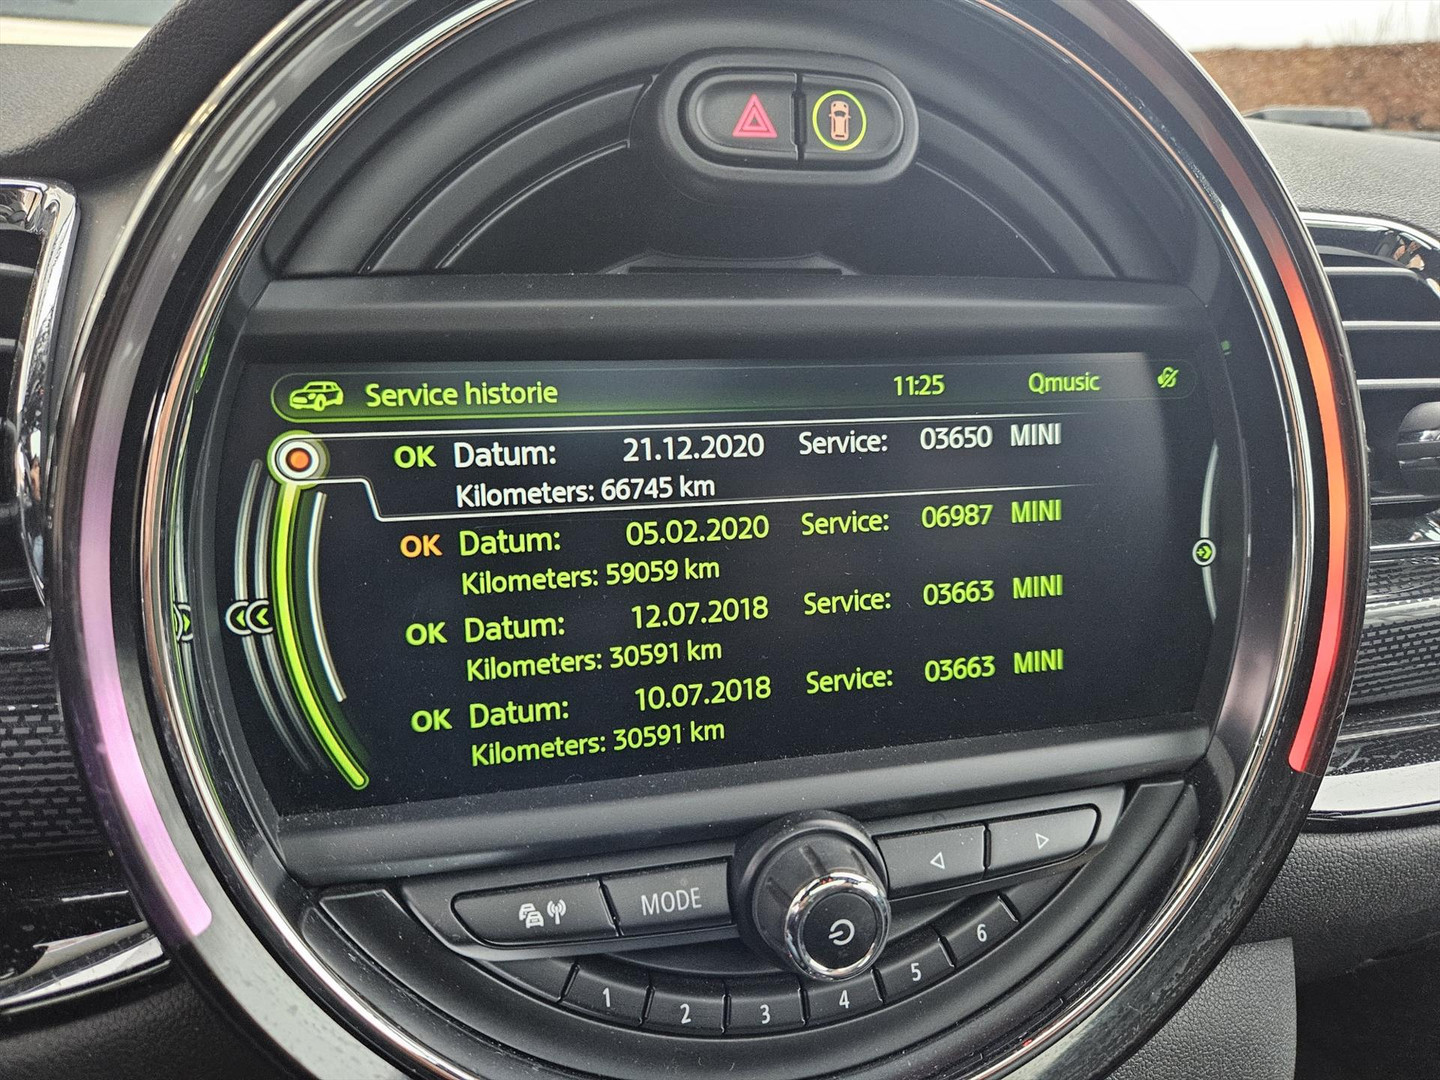 Service historie 11:25 Qmusic
OK Datum: 21.12.2020 Service: 03650 MINI
Kilometers: 66745 km
OK Datum: 05.02.2020 Service: 06987 MINI
Kilometers: 59059 km
OK Datum: 12.07.2018 Service: 03663 MINI
Kilometers: 30591 km
OK Datum: 10.07.2018 Service: 03663 MINI
Kilometers: 30591 km
MODE
1 2 3 4 5 6